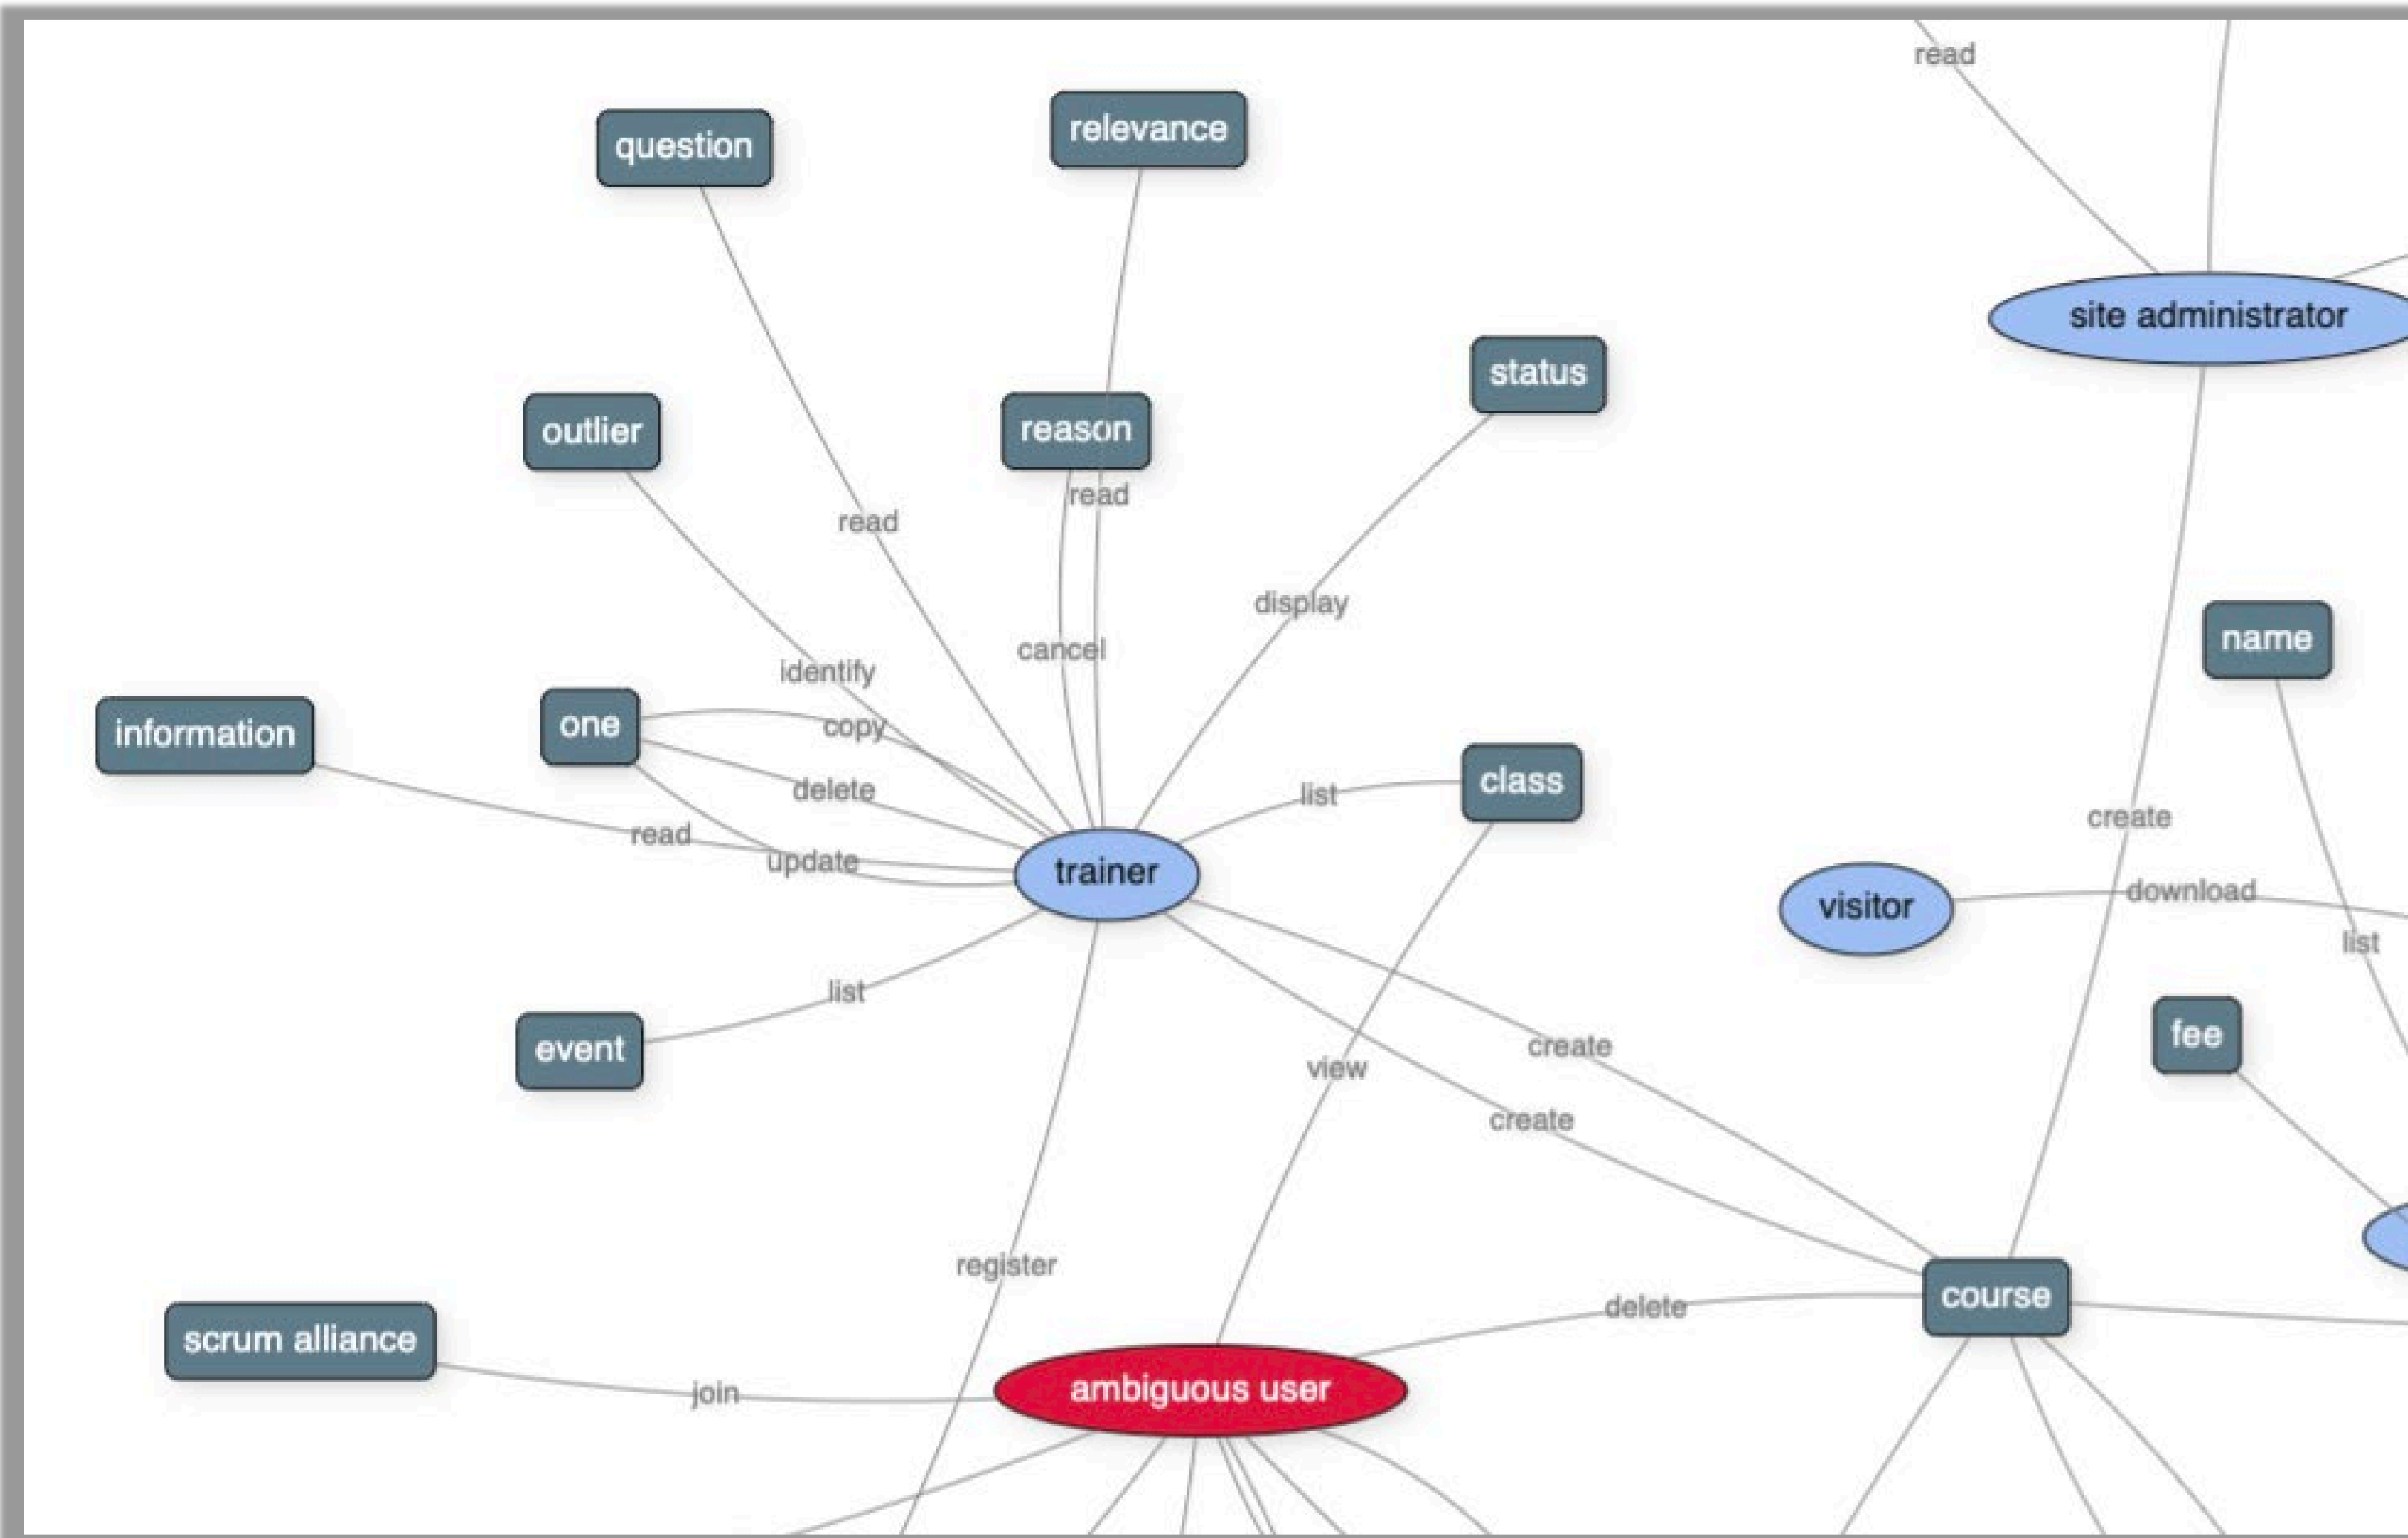 read
relevance
question
site administrator
status
reason
outlier
read
read
display
name
cancel
identify
one
copy
information
class
delete
list
create
read
update
trainer
download
visitor
list
list
fee
event
create
view
create
register
course
delete
scrum alliance
ambiguous user
join